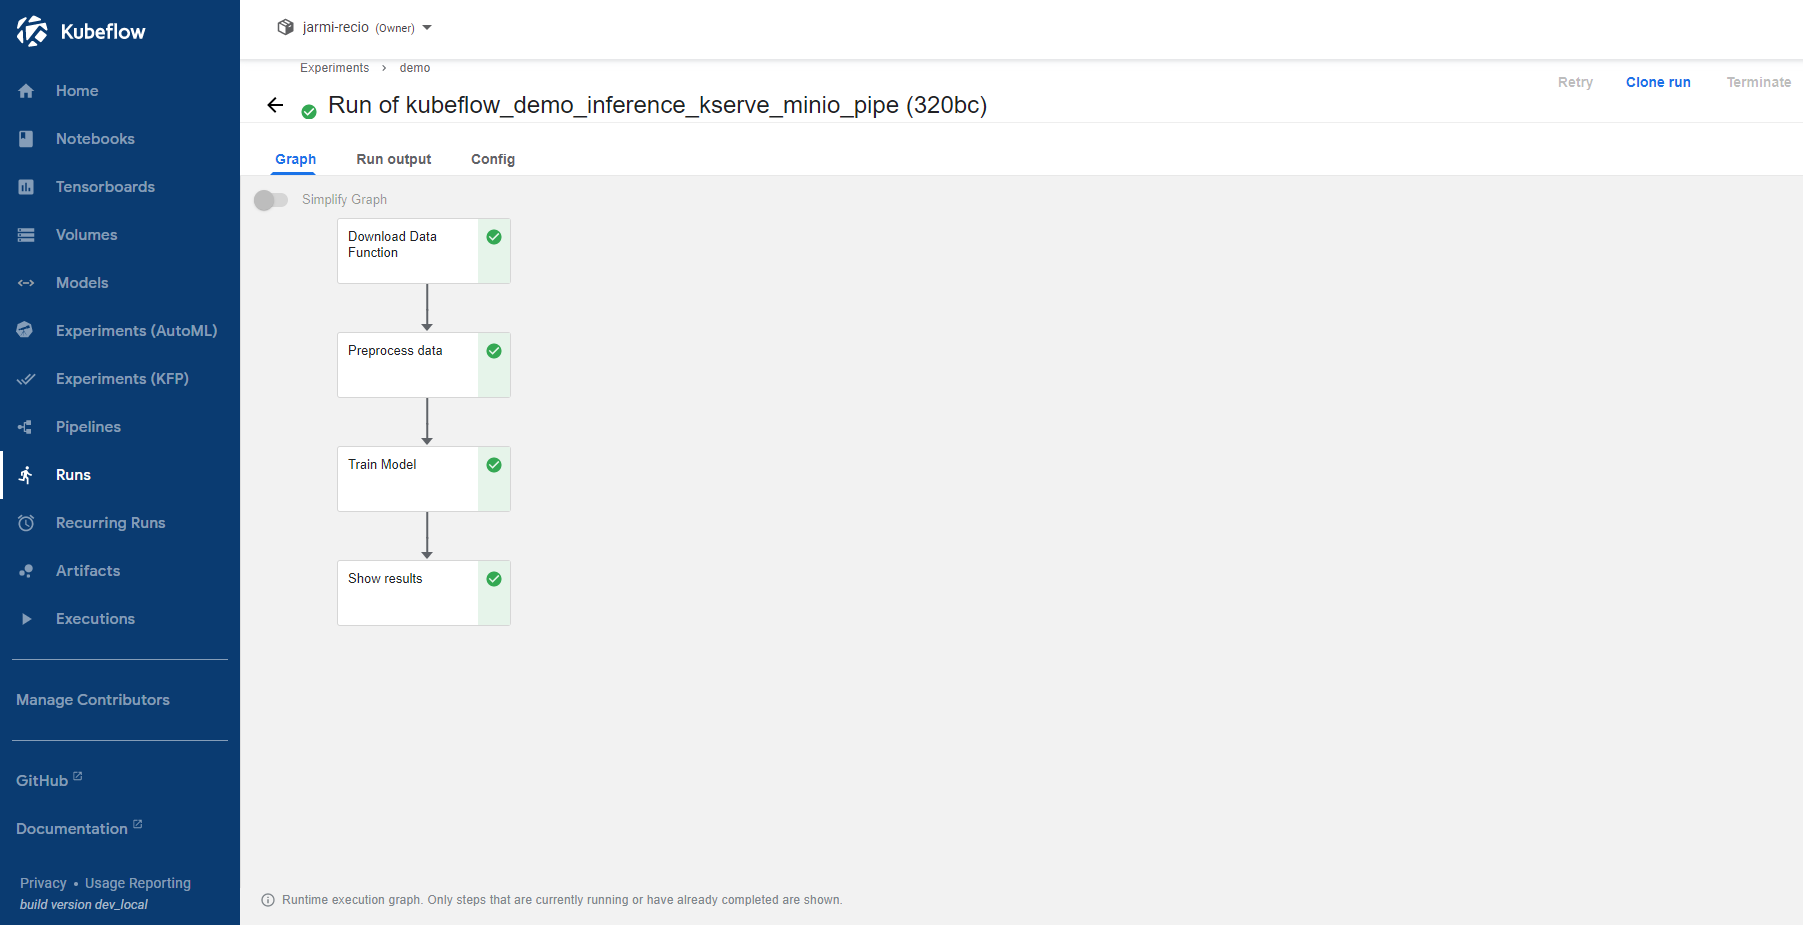 Kubeflow
Home
Notebooks
Tensorboards
Volumes
Models
Experiments (AutoML)
Experiments (KFP)
Pipelines
Runs
Recurring Runs
Artifacts
Executions
Manage Contributors
GitHub
Documentation
Privacy • Usage Reporting
build version dev_local
jarmi-recio (Owner)
Experiments › demo
Run of kubeflow_demo_inference_kserve_minio_pipe (320bc)
Retry Clone run Terminate
Graph Run output Config
Simplify Graph
Download Data
Function
Preprocess data
Train Model
Show results
Runtime execution graph. Only steps that are currently running or have already completed are shown.